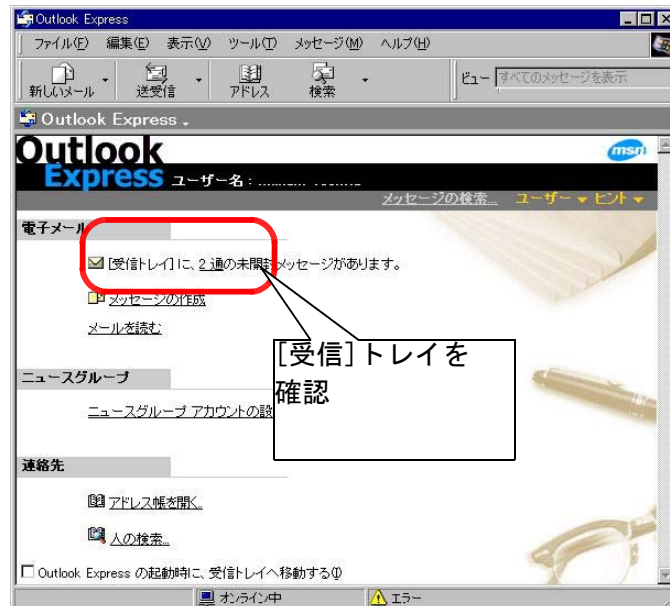 Outlook Express
ファイル(F) 編集(E) 表示(V) ツール(T) メッセージ(M) ヘルプ(H)
新しいメール 送受信 アドレス 検索 ビュー すべてのメッセージを表示
Outlook Express
Outlook
Express ユーザー名 :
msn
メッセージの検索... ユーザー ヒント
電子メール
[受信トレイ] に、2 通の未開封メッセージがあります。
メッセージの作成
メールを読む
[受信]トレイを
確認
ニュースグループ
ニュースグループ アカウントの設
連絡先
アドレス帳を開く...
人の検索...
Outlook Express の起動時に、受信トレイへ移動する(I)
オンライン中 エラー